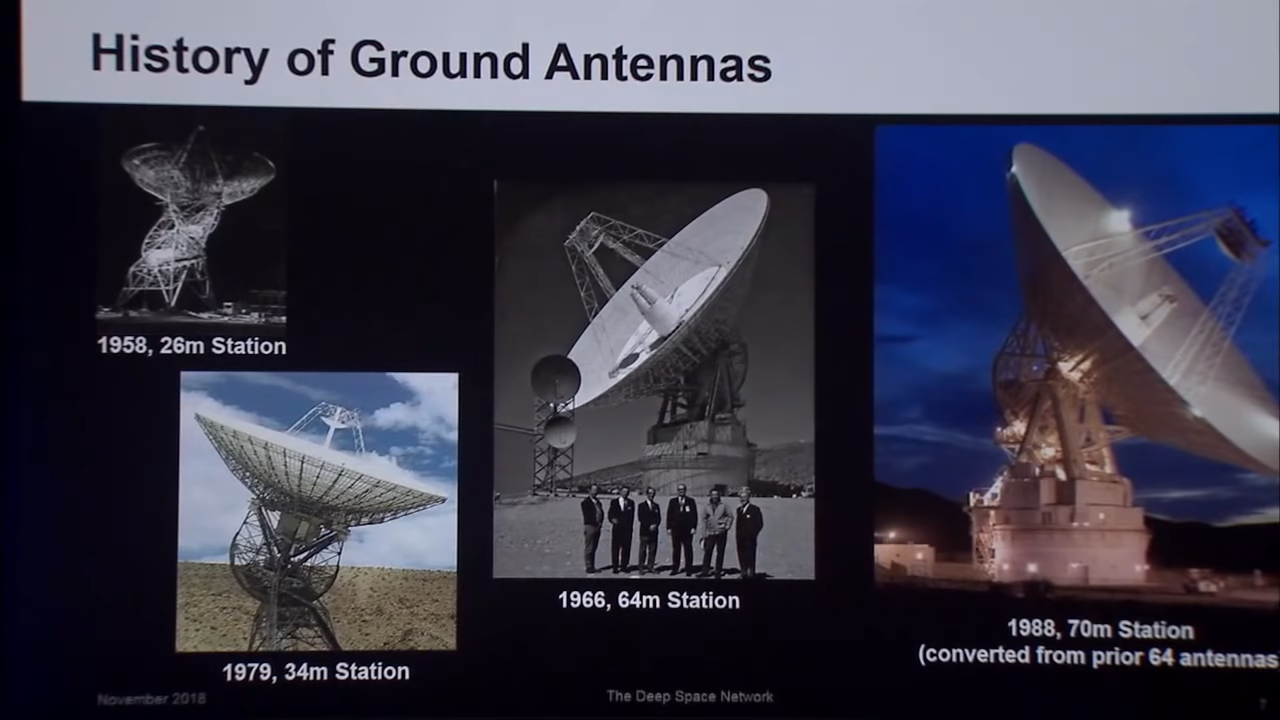 History of Ground Antennas
1958, 26m Station
1979, 34m Station
1966, 64m Station
1988, 70m Station
(converted from prior 64 antennas
November 2018
The Deep Space Network
7